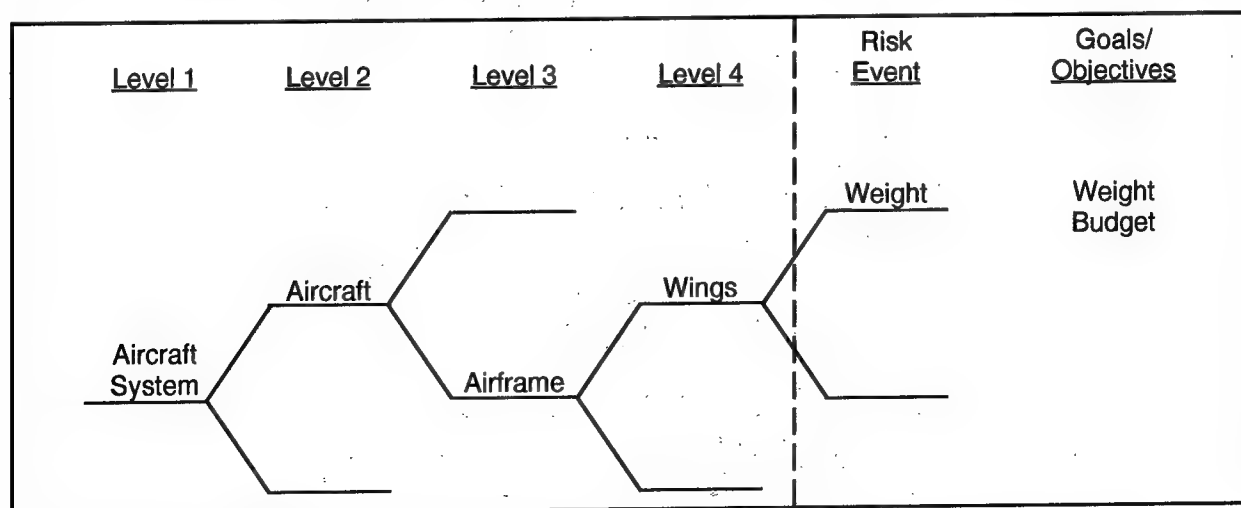 Level 1
Level 2
Level 3
Level 4
Risk
Event
Goals/
Objectives
Weight
Weight
Budget
Aircraft
Wings
Aircraft
System
Airframe